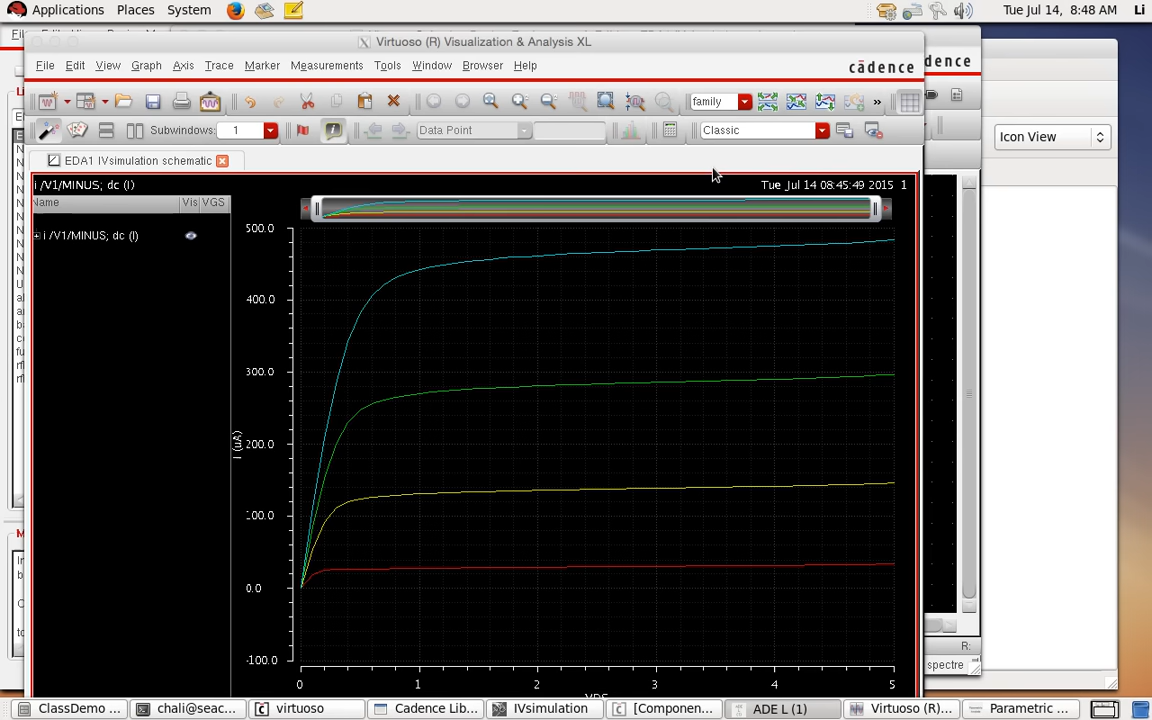 Applications Places System
Tue Jul 14, 8:48 AM Li
Virtuoso (R) Visualization & Analysis XL
File Edit View Graph Axis Trace Marker Measurements Tools Window Browser Help
cādence
family
Subwindows: 1
Data Point
Classic
Icon View
EDA1 IVsimulation schematic
i /V1/MINUS; dc (I)
Tue Jul 14 08:45:49 2015 1
Name Vis VGS
i /V1/MINUS; dc (I)
500.0
400.0
300.0
200.0
100.0
0.0
-100.0
I (uA)
0 1 2 3 4 5
VDS
R:
spectre
ClassDemo ...
chali@seac...
virtuoso
Cadence Lib...
IVsimulation
[Componen...
ADE L (1)
Virtuoso (R)...
Parametric ...